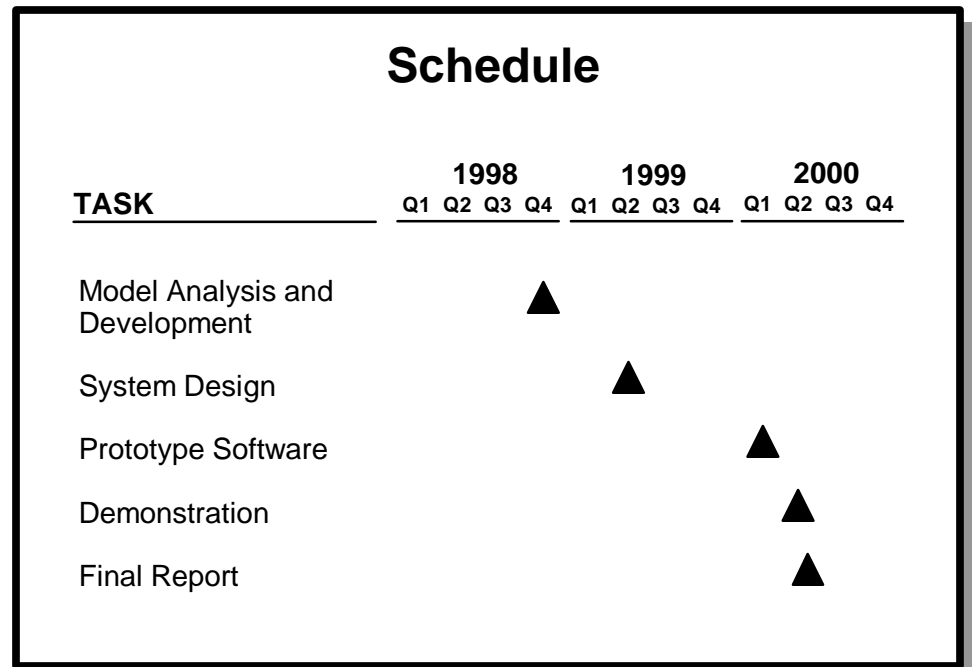 Schedule
1998 1999 2000
TASK Q1 Q2 Q3 Q4 Q1 Q2 Q3 Q4 Q1 Q2 Q3 Q4
Model Analysis and
Development
System Design
Prototype Software
Demonstration
Final Report